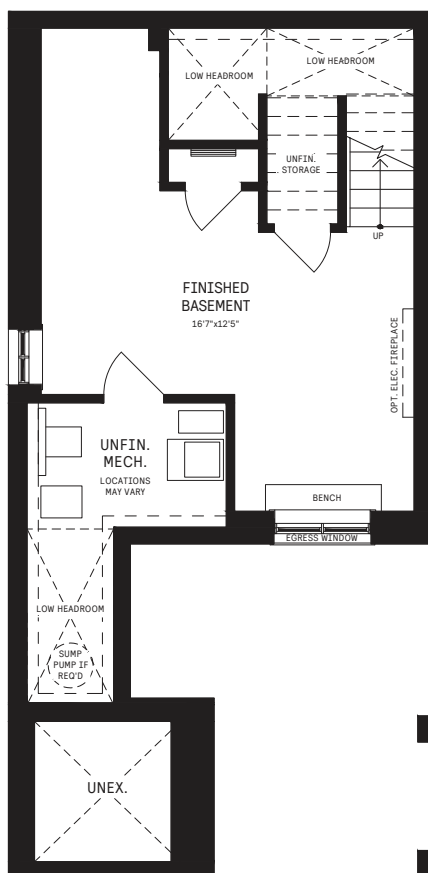 LOW HEADROOM
LOW HEADROOM
UNFIN.
STORAGE
UP
FINISHED
BASEMENT
16'7"x12'5"
OPT. ELEC. FIREPLACE
UNFIN.
MECH.
LOCATIONS
MAY VARY
BENCH
EGRESS WINDOW
LOW HEADROOM
SUMP
PUMP IF
REQ'D
UNEX.